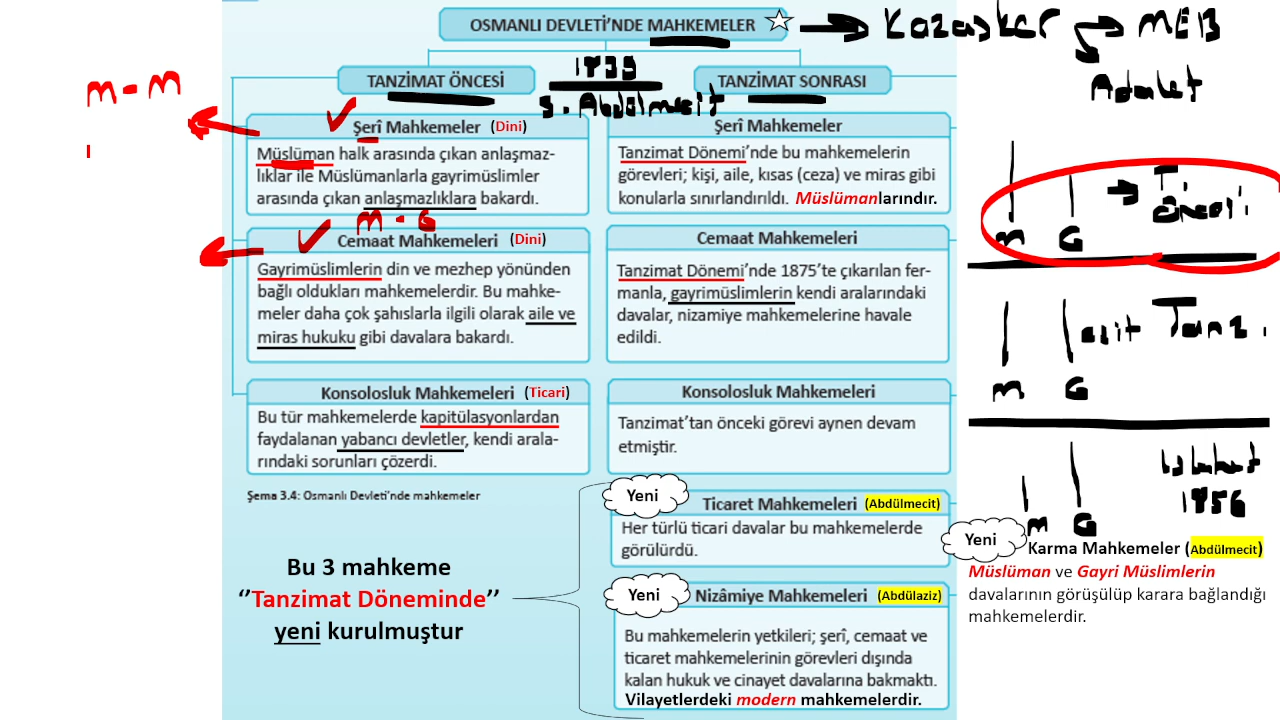 OSMANLI DEVLETİ'NDE MAHKEMELER
Kazasker
MEB
Adalet
TANZİMAT ÖNCESİ
1839
S. Abdülmecit
TANZİMAT SONRASI
m - m
Şerî Mahkemeler (Dini)
Müslüman halk arasında çıkan anlaşmaz-
lıklar ile Müslümanlarla gayrimüslimler
arasında çıkan anlaşmazlıklara bakardı.
m - G
Şerî Mahkemeler
Tanzimat Dönemi'nde bu mahkemelerin
görevleri; kişi, aile, kısas (ceza) ve miras gibi
konularla sınırlandırıldı. Müslümanlarındır.
T. öncesi
m G
Cemaat Mahkemeleri (Dini)
Gayrimüslimlerin din ve mezhep yönünden
bağlı oldukları mahkemelerdir. Bu mahke-
meler daha çok şahıslarla ilgili olarak aile ve
miras hukuku gibi davalara bakardı.
Cemaat Mahkemeleri
Tanzimat Dönemi'nde 1875'te çıkarılan fer-
manla, gayrimüslimlerin kendi aralarındaki
davalar, nizamiye mahkemelerine havale
edildi.
eşit Tanz.
m G
Konsolosluk Mahkemeleri (Ticari)
Bu tür mahkemelerde kapitülasyonlardan
faydalanan yabancı devletler, kendi arala-
rındaki sorunları çözerdi.
Konsolosluk Mahkemeleri
Tanzimat'tan önceki görevi aynen devam
etmiştir.
Islahat
1856
m G
Şema 3.4: Osmanlı Devleti'nde mahkemeler
Yeni
Ticaret Mahkemeleri (Abdülmecit)
Her türlü ticari davalar bu mahkemelerde
görülürdü.
Yeni
Karma Mahkemeler (Abdülmecit)
Müslüman ve Gayri Müslimlerin
davalarının görüşülüp karara bağlandığı
mahkemelerdir.
Bu 3 mahkeme
‘’Tanzimat Döneminde’’
yeni kurulmuştur
Yeni
Nizâmiye Mahkemeleri (Abdülaziz)
Bu mahkemelerin yetkileri; şerî, cemaat ve
ticaret mahkemelerinin görevleri dışında
kalan hukuk ve cinayet davalarına bakmaktı.
Vilayetlerdeki modern mahkemelerdir.